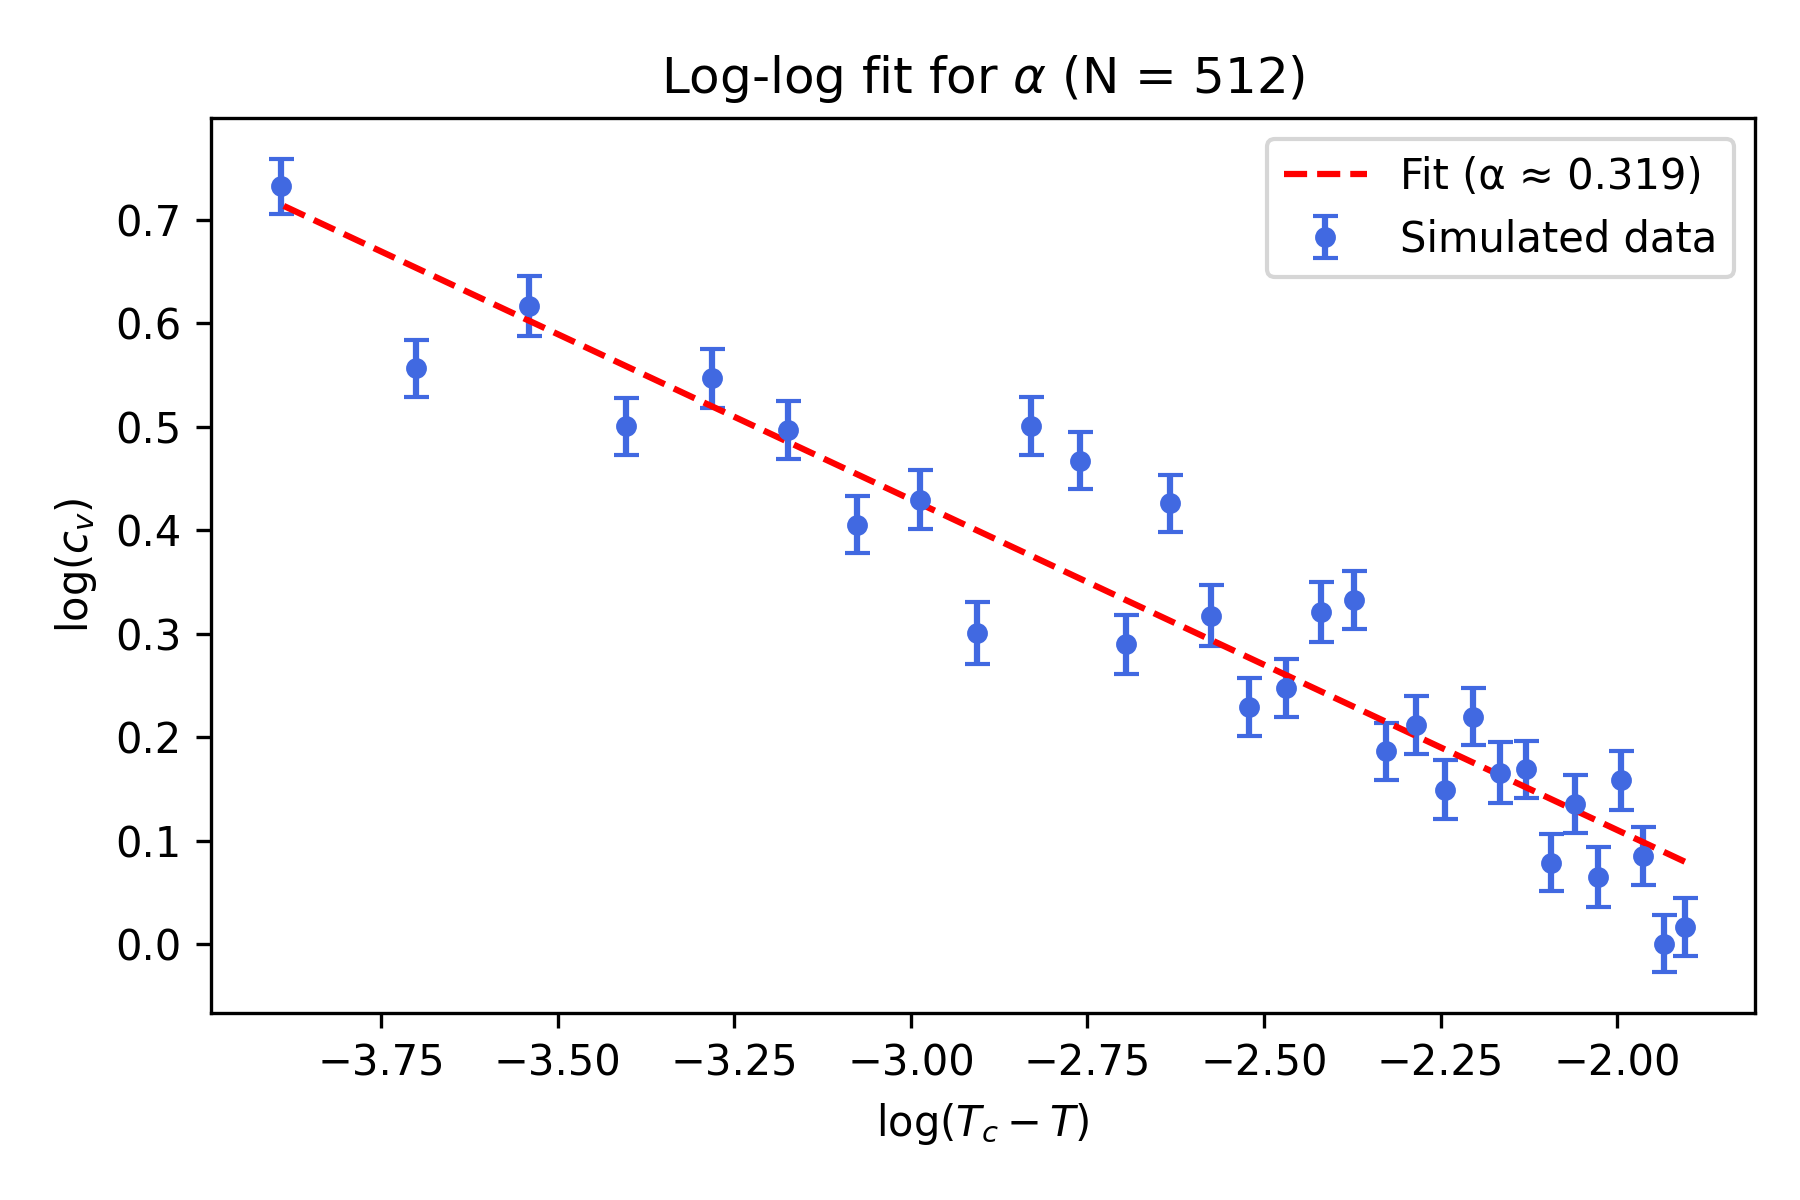 Log-log fit for α (N = 512)
Fit (α ≈ 0.319)
Simulated data
log(c_v)
0.7
0.6
0.5
0.4
0.3
0.2
0.1
0.0
−3.75 −3.50 −3.25 −3.00 −2.75 −2.50 −2.25 −2.00
log(T_c − T)